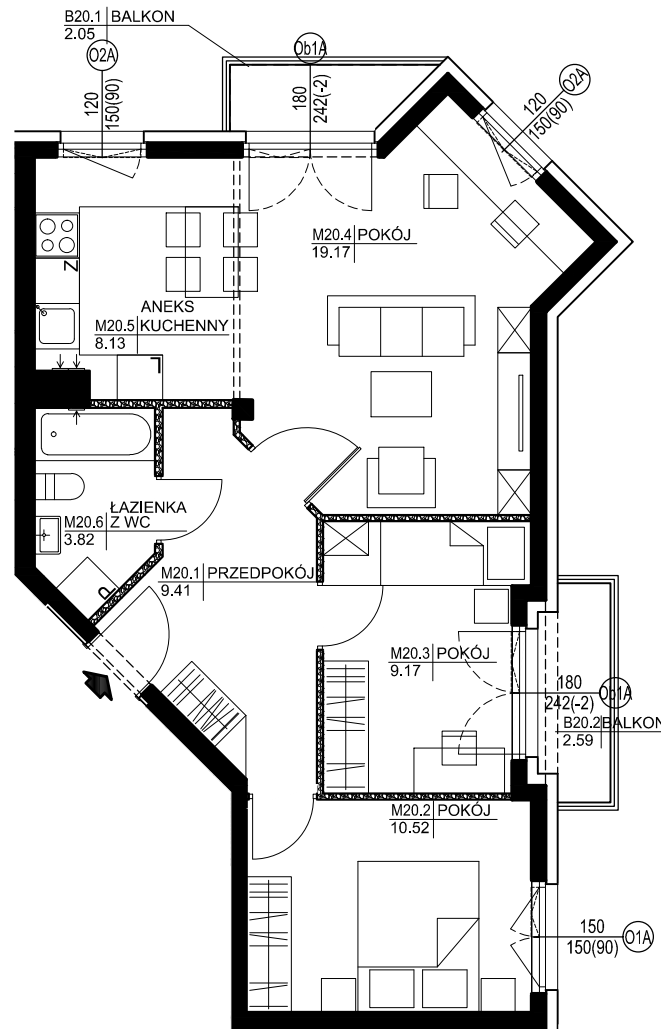 B20.1 BALKON
2.05
O2A
120
150(90)
Ob1A
180
242(-2)
O2A
120
150(90)
M20.4 POKÓJ
19.17
Z
ANEKS
M20.5 KUCHENNY
8.13
ŁAZIENKA
M20.6 Z WC
3.82
M20.1 PRZEDPOKÓJ
9.41
M20.3 POKÓJ
9.17
180
242(-2)
Ob1A
B20.2 BALKON
2.59
M20.2 POKÓJ
10.52
150
150(90)
O1A